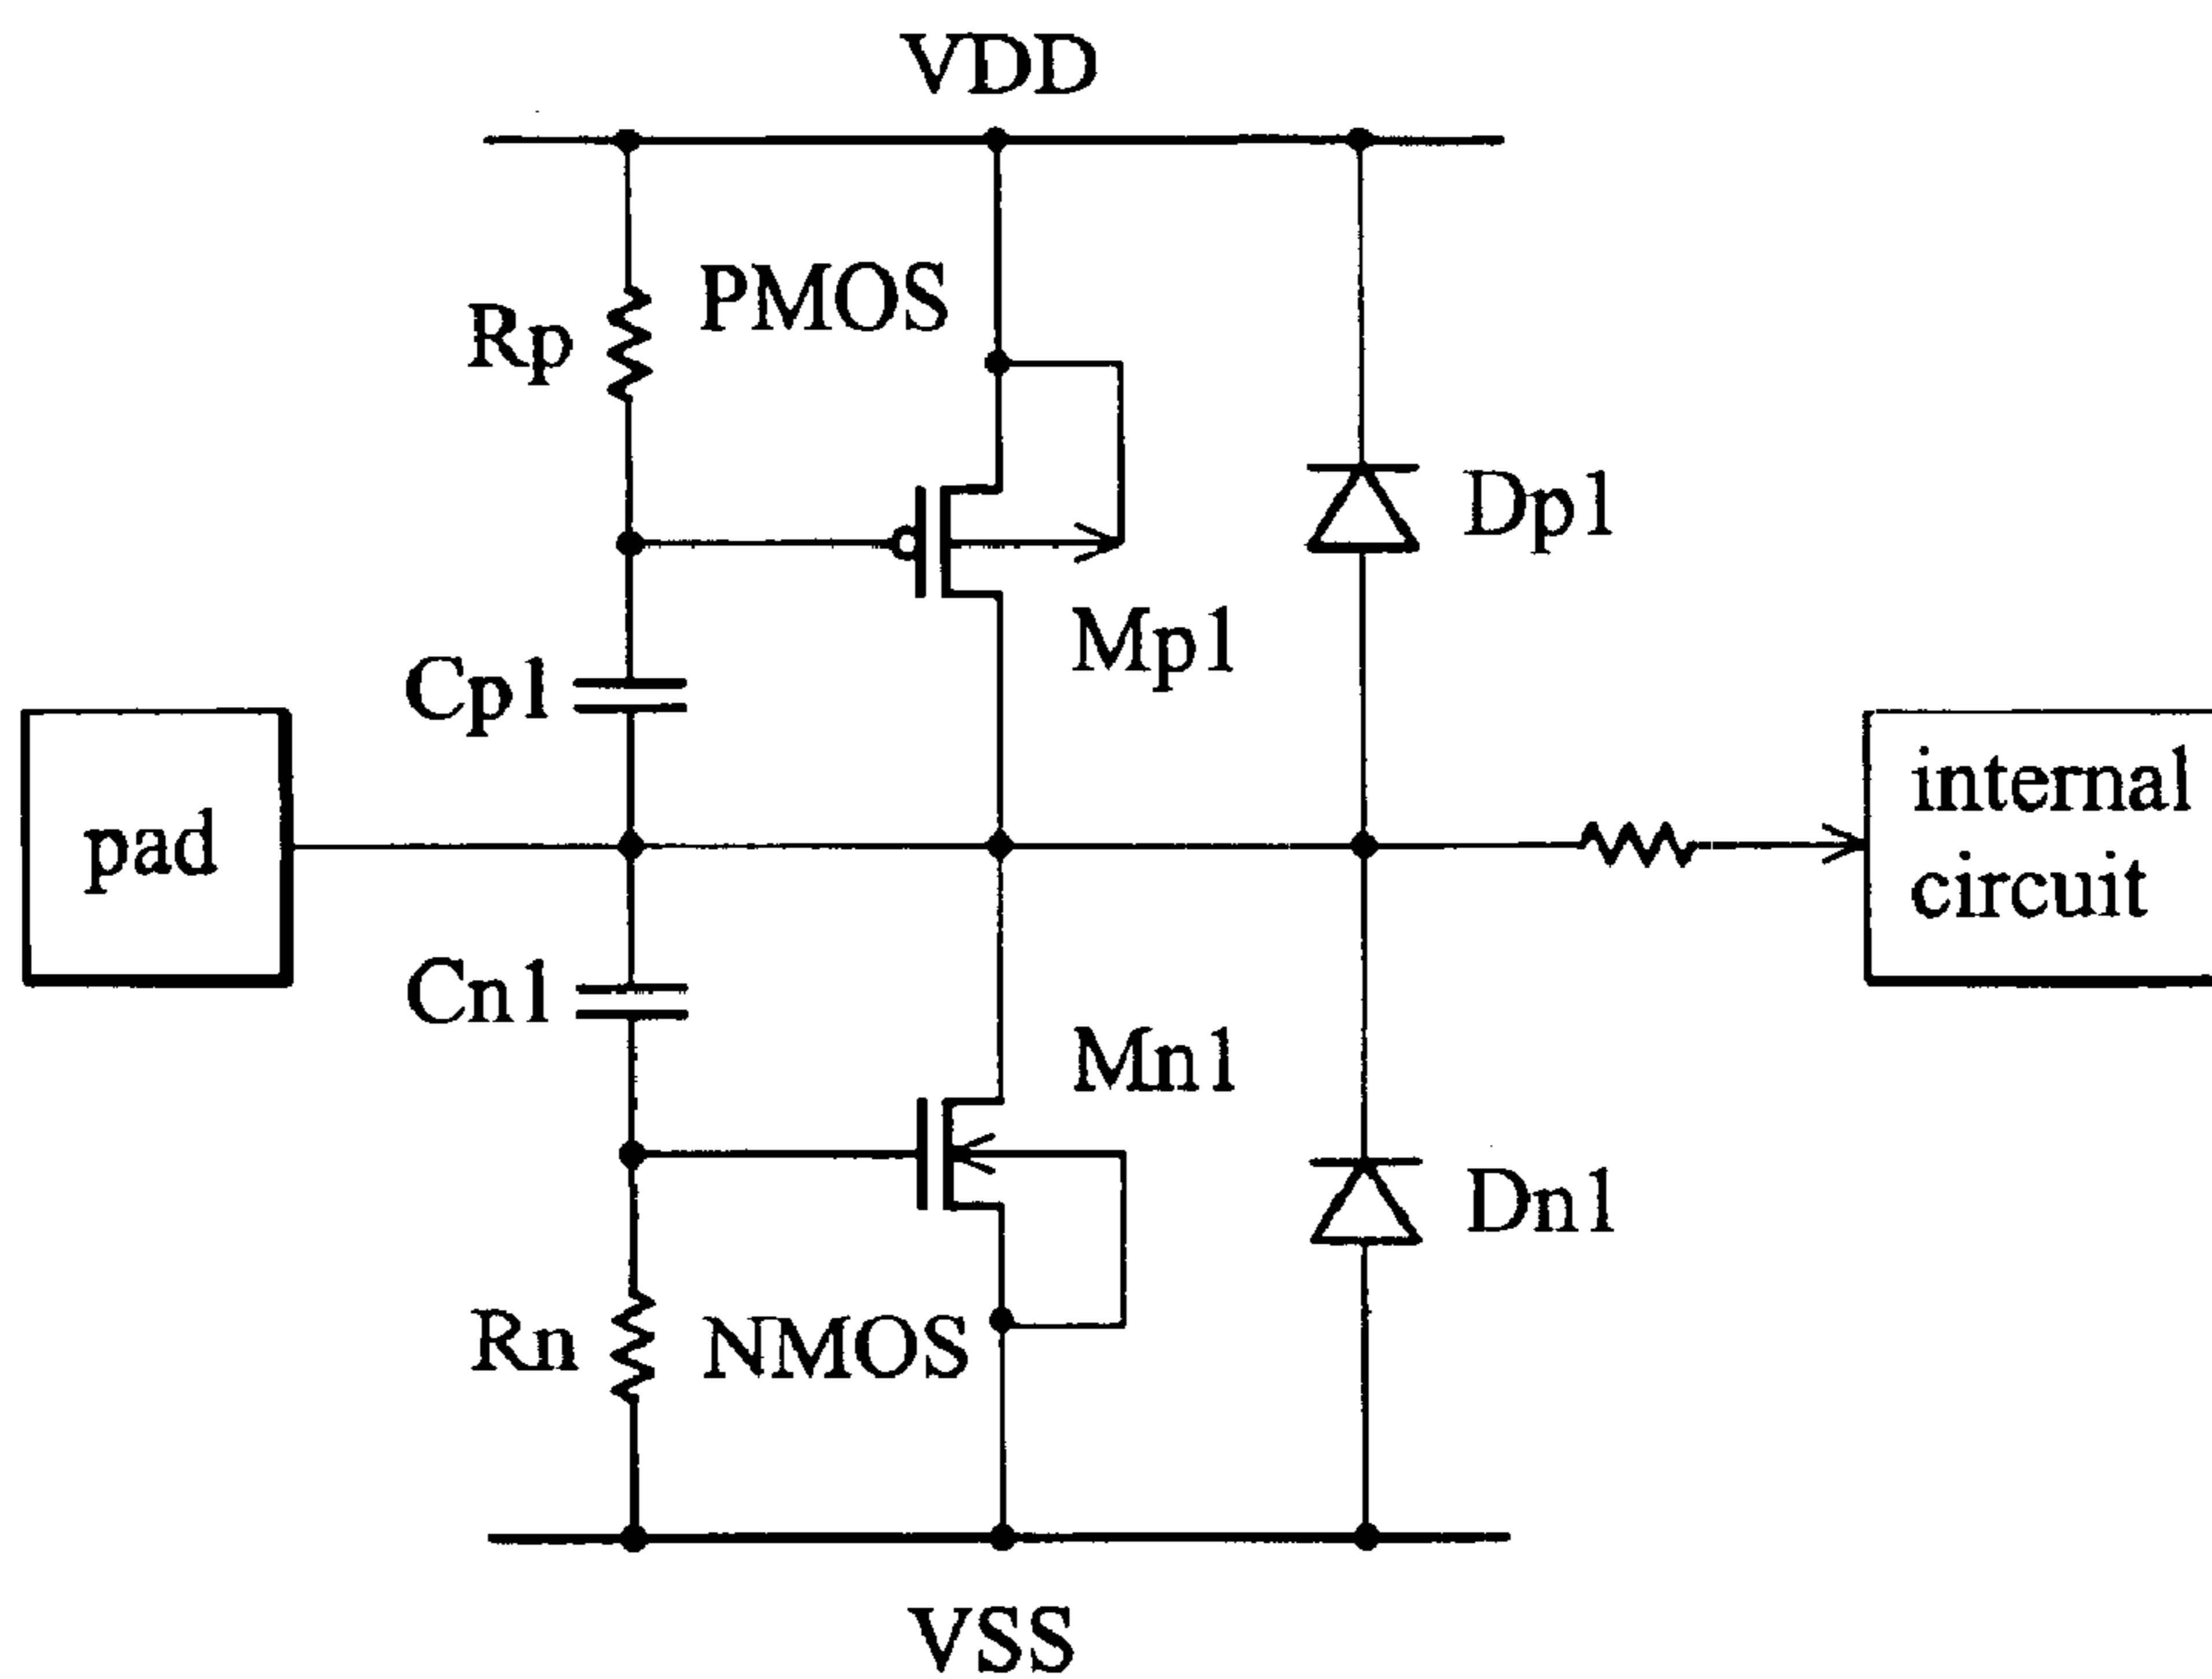 VDD
PMOS
Rp
Dp1
Mp1
Cp1
pad
internal
circuit
Cn1
Mn1
Dn1
Rn
NMOS
VSS